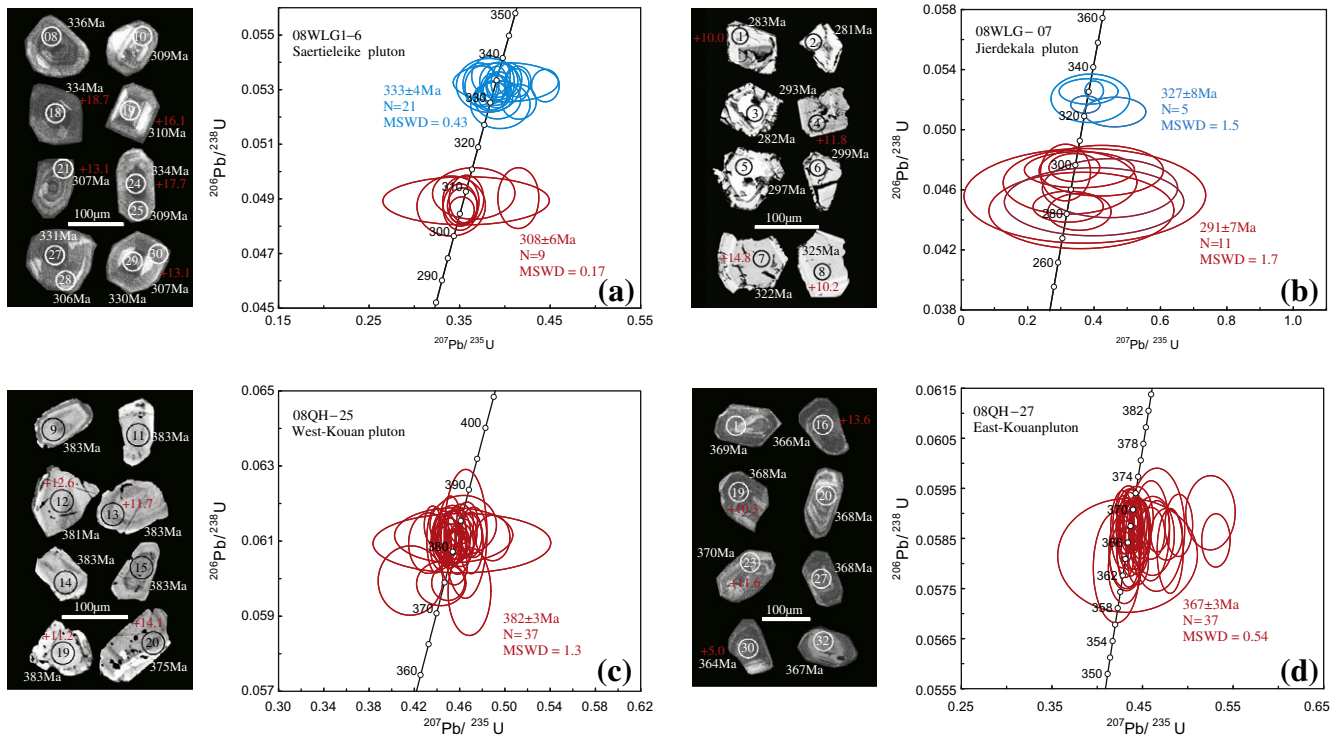 336Ma
08
10
309Ma
334Ma
+18.7
18
19
+16.1
310Ma
21
+13.1
307Ma
334Ma
24
+17.7
100µm
25
309Ma
331Ma
27
28
306Ma
29
30
+13.1
307Ma
330Ma
08WLG1-6
Saertieleike pluton
350
340
330
320
310
300
290
333±4Ma
N=21
MSWD = 0.43
308±6Ma
N=9
MSWD = 0.17
(a)
0.055
0.053
0.051
0.049
0.047
0.045
206Pb/238U
0.15 0.25 0.35 0.45 0.55
207Pb/ 235 U
283Ma
+10.0
1
2
281Ma
293Ma
3
4
282Ma
+11.8
299Ma
5
6
297Ma
100µm
+14.8
7
322Ma
325Ma
8
+10.2
08WLG- 07
Jierdekala pluton
360
340
320
300
280
260
327±8Ma
N=5
MSWD = 1.5
291±7Ma
N=11
MSWD = 1.7
(b)
0.058
0.054
0.050
0.046
0.042
0.038
206Pb/238U
0 0.2 0.4 0.6 0.8 1.0
207Pb/ 235 U
9
383Ma
11
383Ma
+12.6
12
381Ma
+11.7
13
383Ma
383Ma
14
15
383Ma
100µm
+11.2
19
383Ma
+14.1
20
375Ma
08QH-25
West-Kouan pluton
400
390
380
370
360
382±3Ma
N=37
MSWD = 1.3
(c)
0.065
0.063
0.061
0.059
0.057
206Pb/238U
0.30 0.34 0.38 0.42 0.46 0.50 0.54 0.58 0.62
207Pb/ 235 U
1
369Ma
366Ma
16
+13.6
368Ma
19
+10.3
20
368Ma
370Ma
23
+11.6
368Ma
27
100µm
+5.0
30
364Ma
32
367Ma
08QH-27
East-Kouanpluton
382
378
374
370
366
362
358
354
350
367±3Ma
N=37
MSWD = 0.54
(d)
0.0615
0.0605
0.0595
0.0585
0.0575
0.0565
0.0555
206Pb/238U
0.25 0.35 0.45 0.55 0.65
207Pb/ 235 U